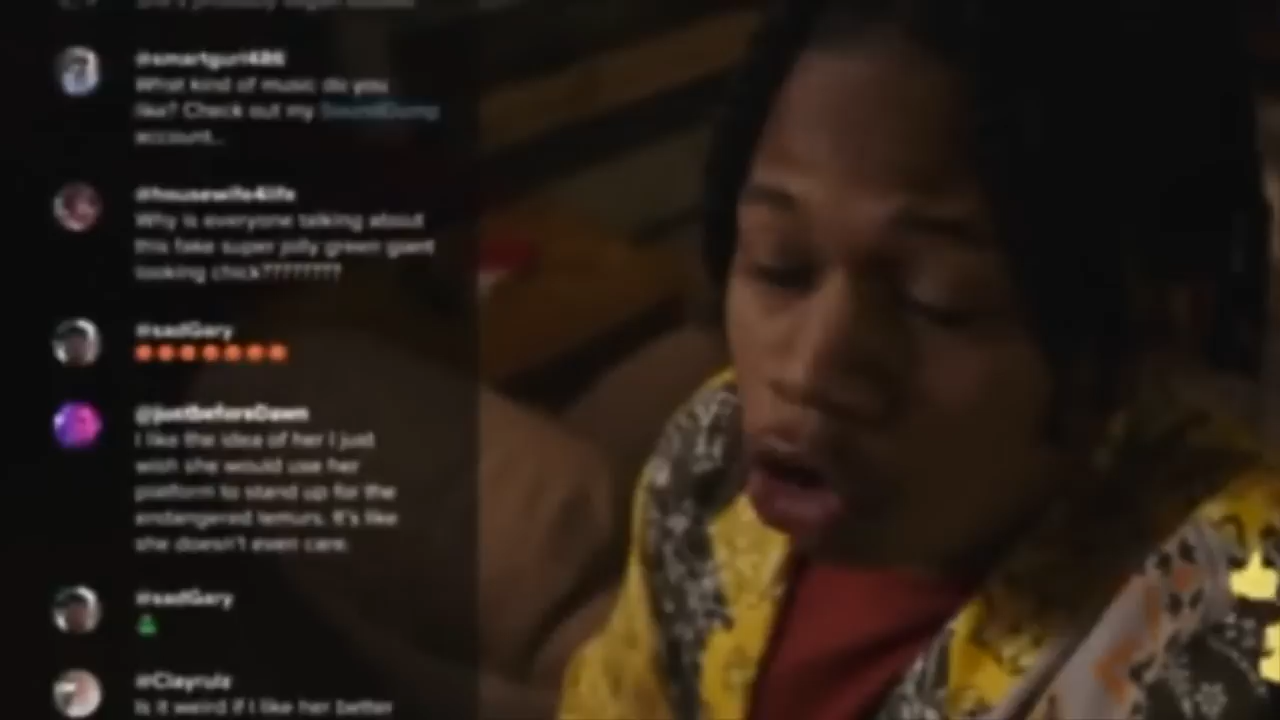 @smartgurl486
What kind of music do you
like? Check out my SoundDump
account...
@housewife4life
Why is everyone talking about
this fake super jolly green giant
looking chick????????
@sadGary
@justBeforeDawn
I like the idea of her I just
wish she would use her
platform to stand up for the
endangered lemurs. It's like
she doesn't even care.
@sadGary
@Clayrulz
Is it weird if I like her better